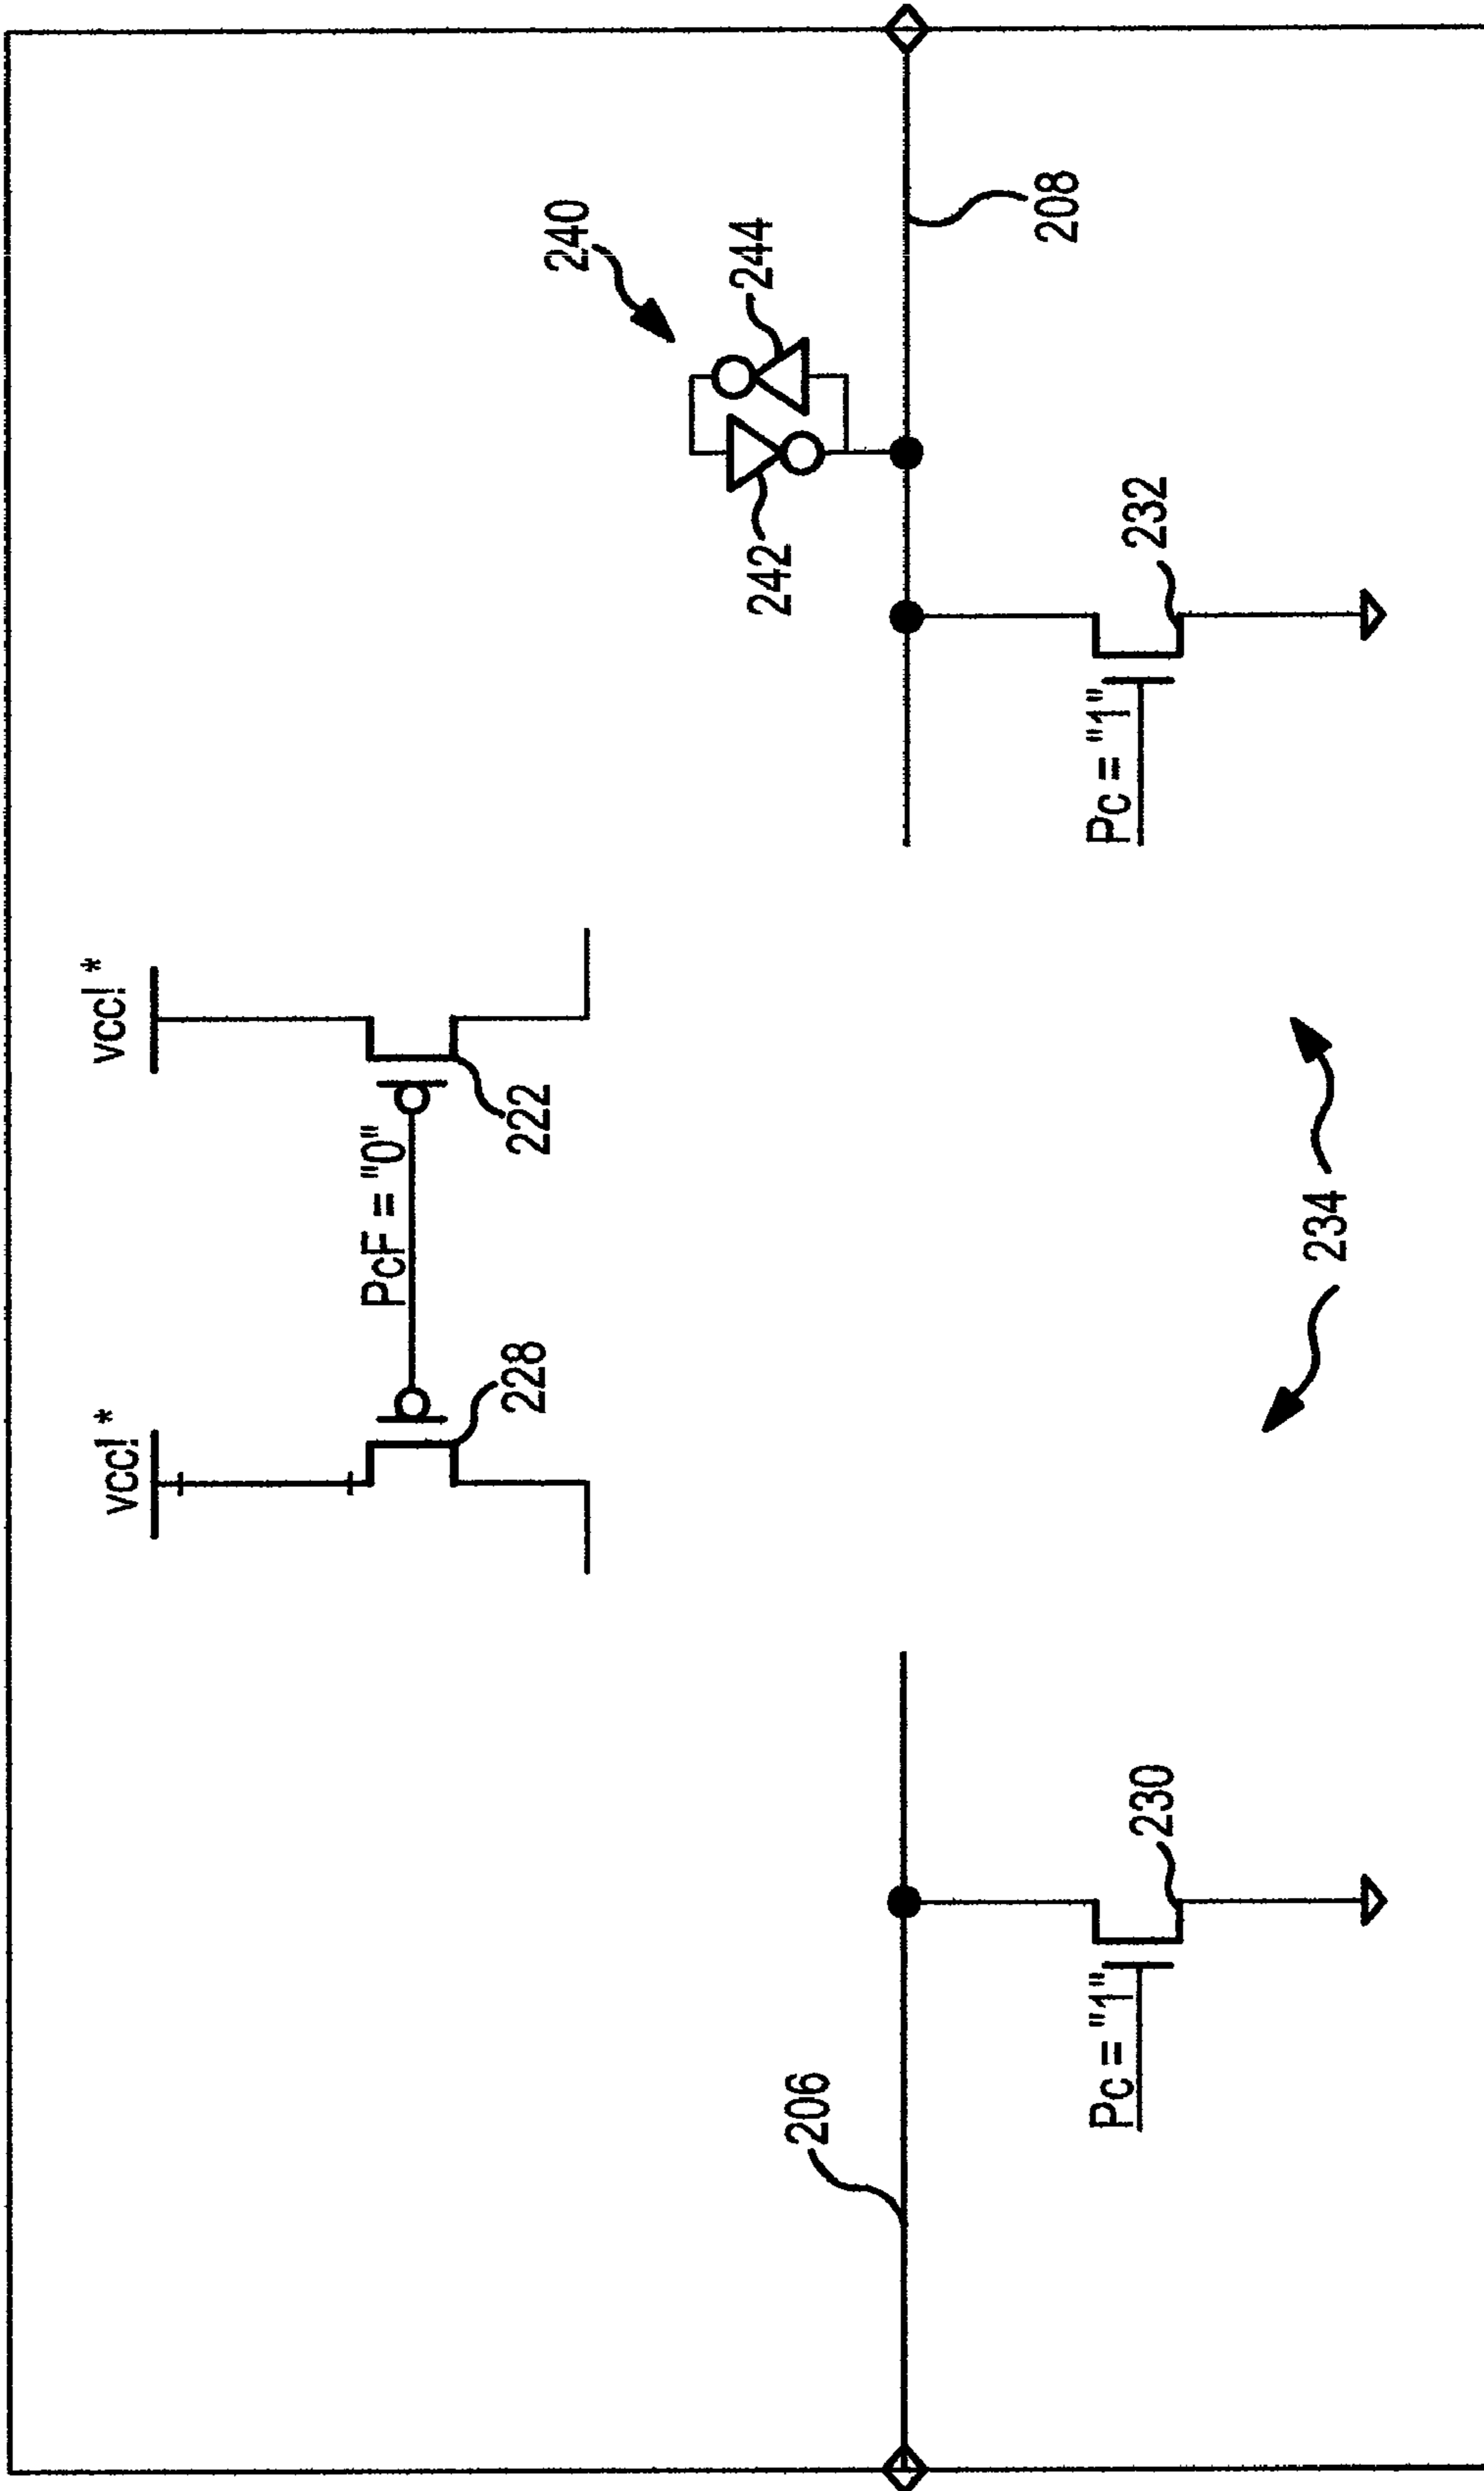 vcc! *
vcc! *
PcF = "0"
228
222
240
244
242
206
208
Pc = "1"
230
Pc = "1"
232
234